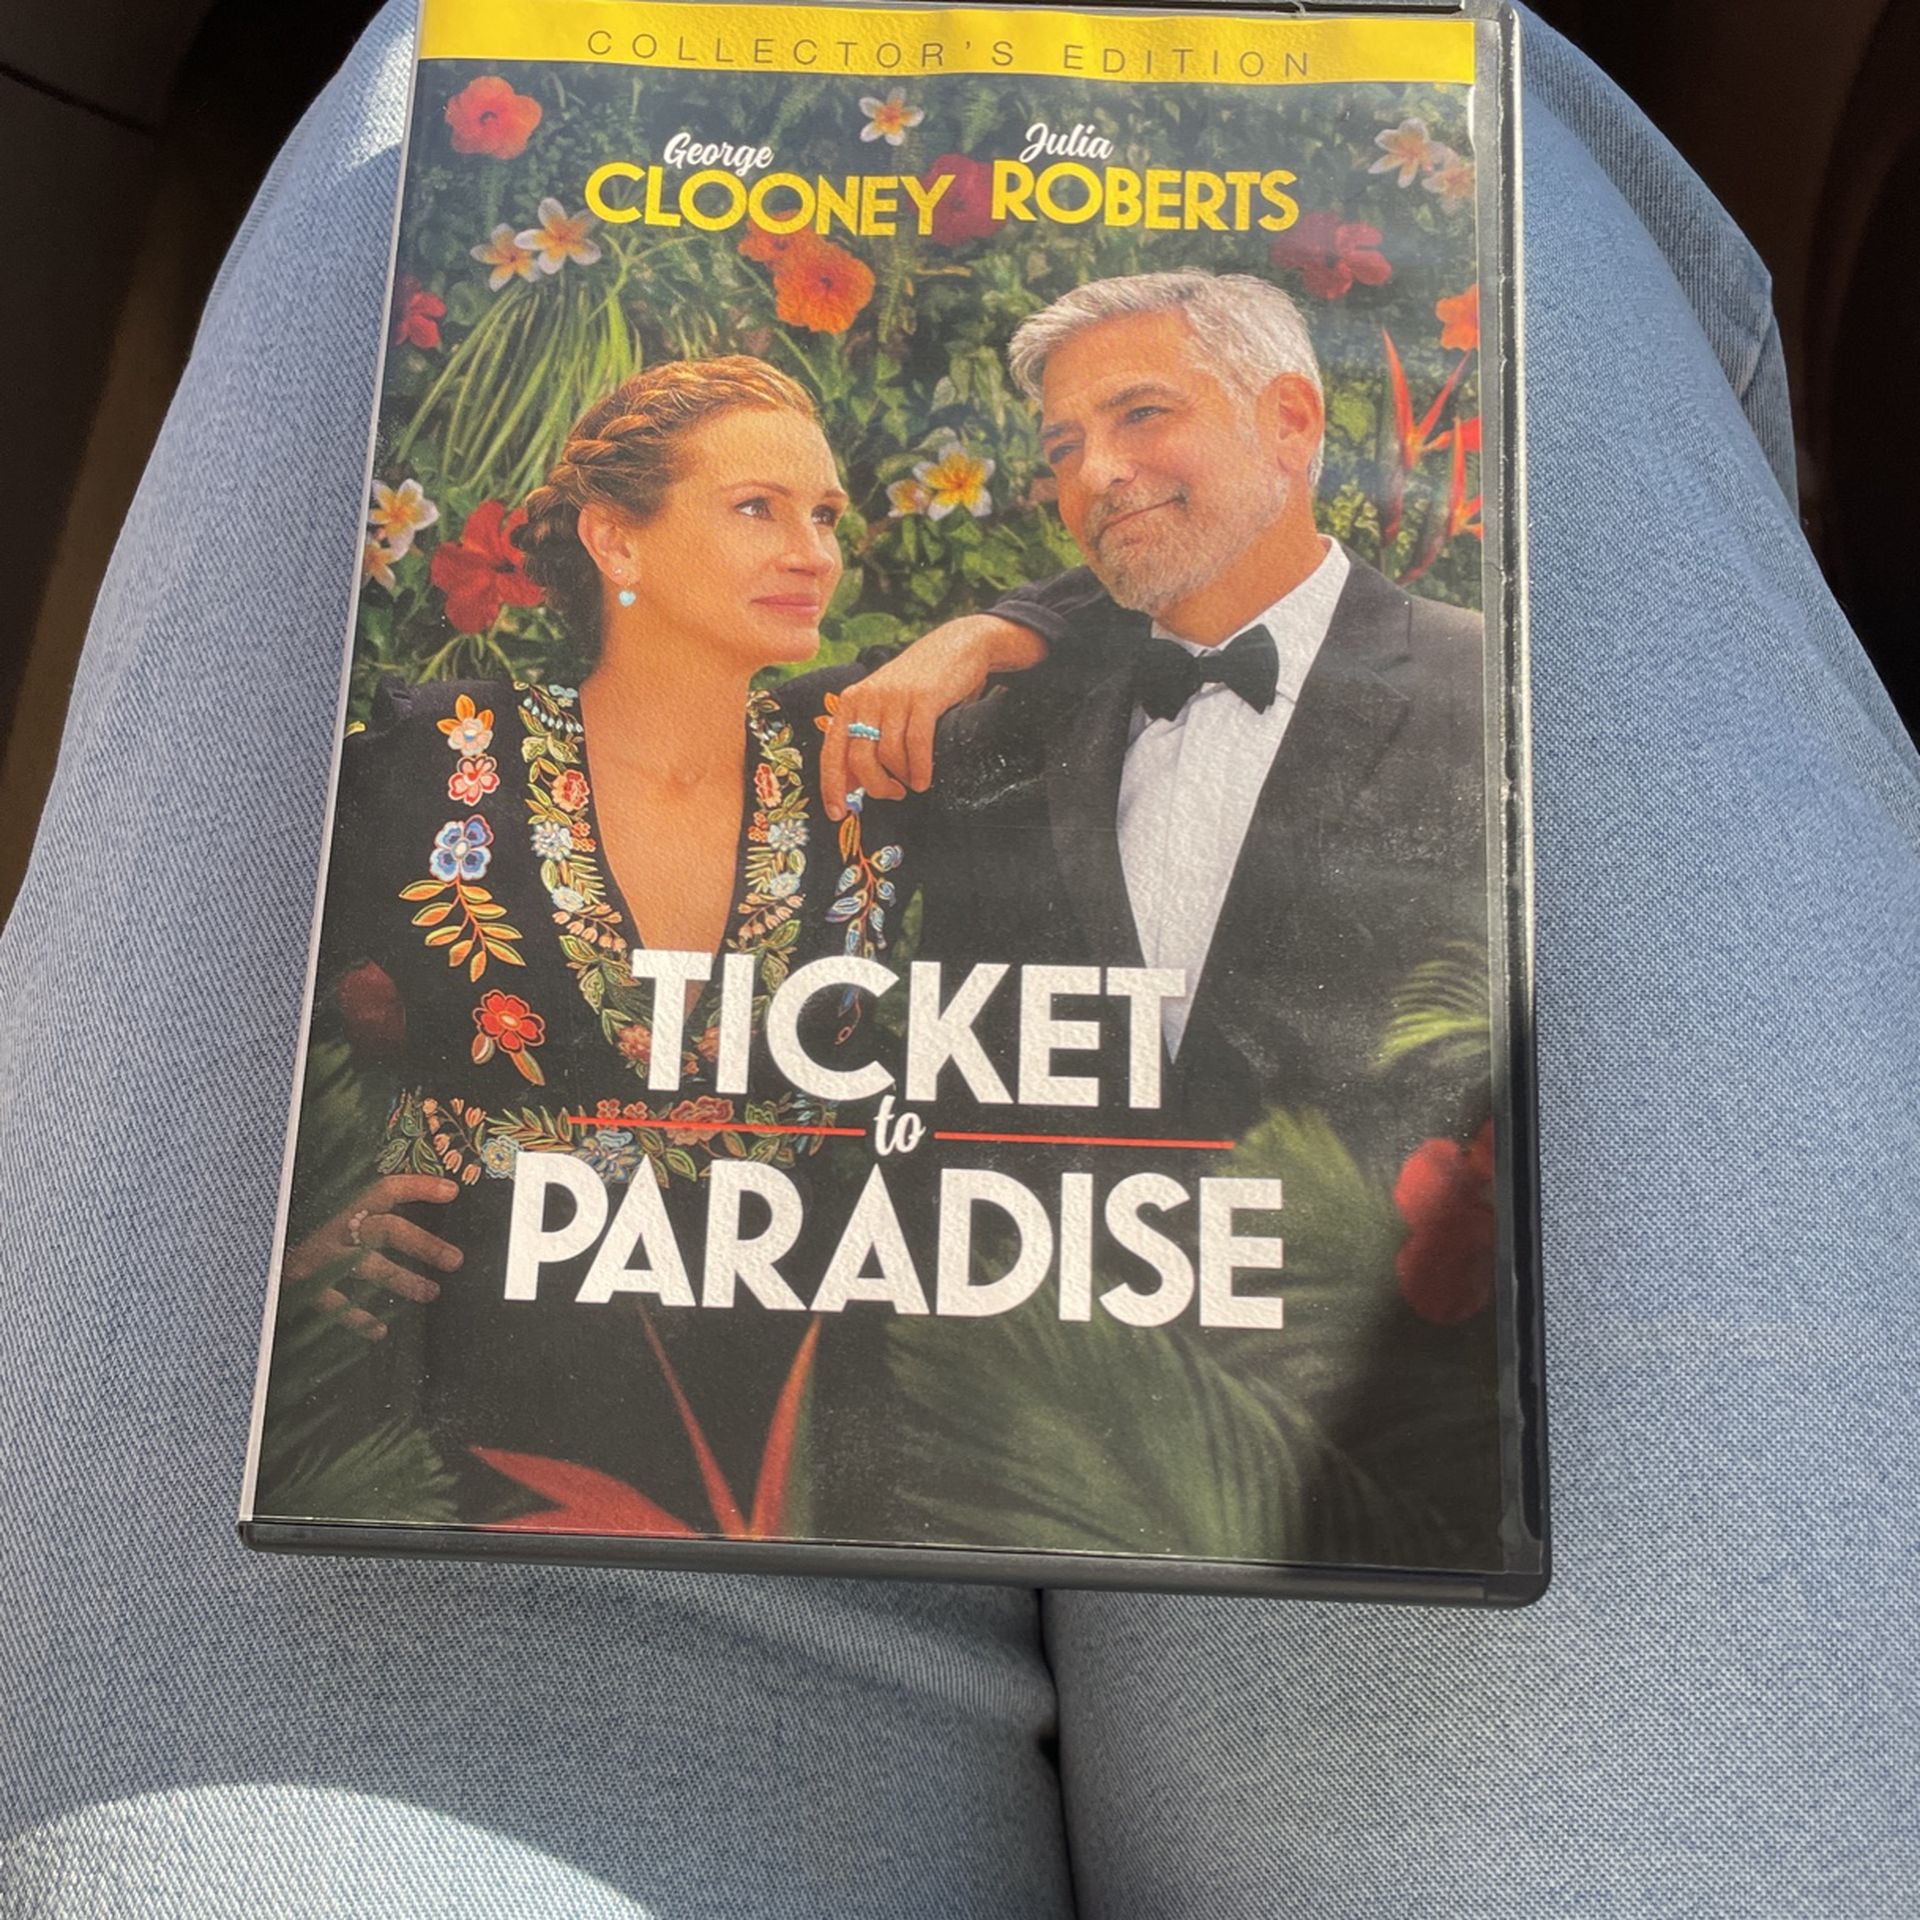 COLLECTOR'S EDITION
George CLOONEY
Julia ROBERTS
TICKET
to
PARADISE